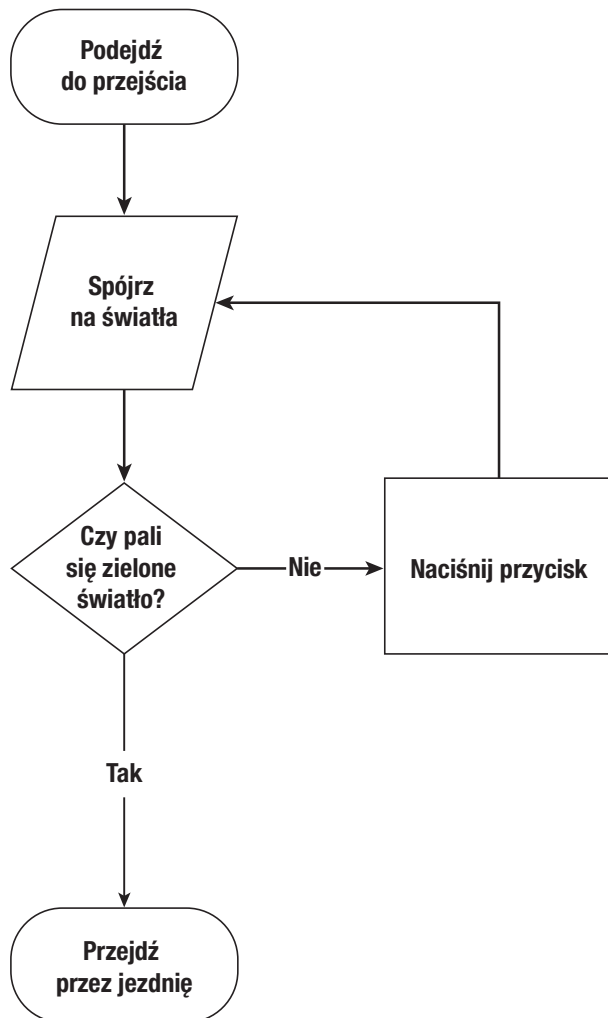 Podejdź
do przejścia
Spójrz
na światła
Czy pali
się zielone
światło?
Nie
Naciśnij przycisk
Tak
Przejdź
przez jezdnię